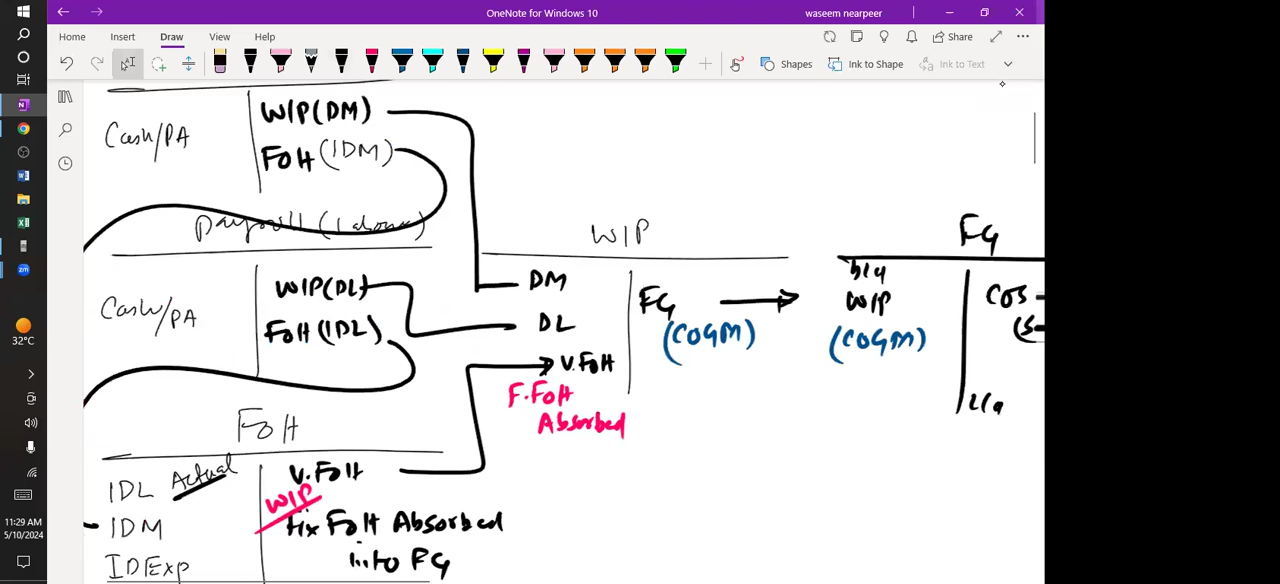 OneNote for Windows 10
waseem nearpeer
Home Insert Draw View Help
Share
Shapes
Ink to Shape
Ink to Text
Cash/PA
WIP(DM)
FOH (IDM)
Payroll (Labour)
Cash/PA
WIP(DL)
FOH (IDL)
WIP
DM
DL
V.FOH
F.FOH
Absorbed
FG
(COGM)
FG
WIP
(COGM)
COS
FOH
IDL Actual
IDM
IDExp
V.FOH
WIP
Fix FOH Absorbed
into FG
32°C
11:29 AM
5/10/2024